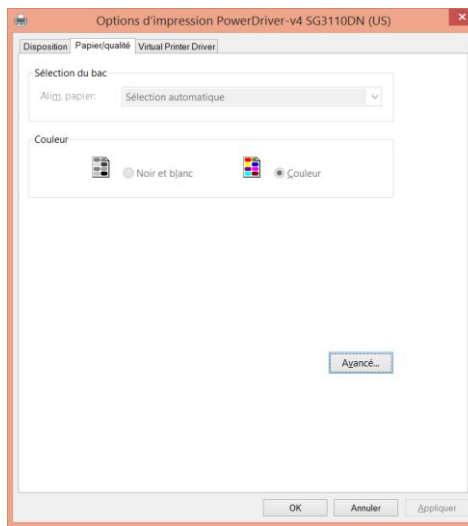 Options d'impression PowerDriver-v4 SG3110DN (US)
Disposition Papier/qualité Virtual Printer Driver
Sélection du bac
Alim. papier: Sélection automatique
Couleur
Noir et blanc Couleur
Avancé...
OK Annuler Appliquer